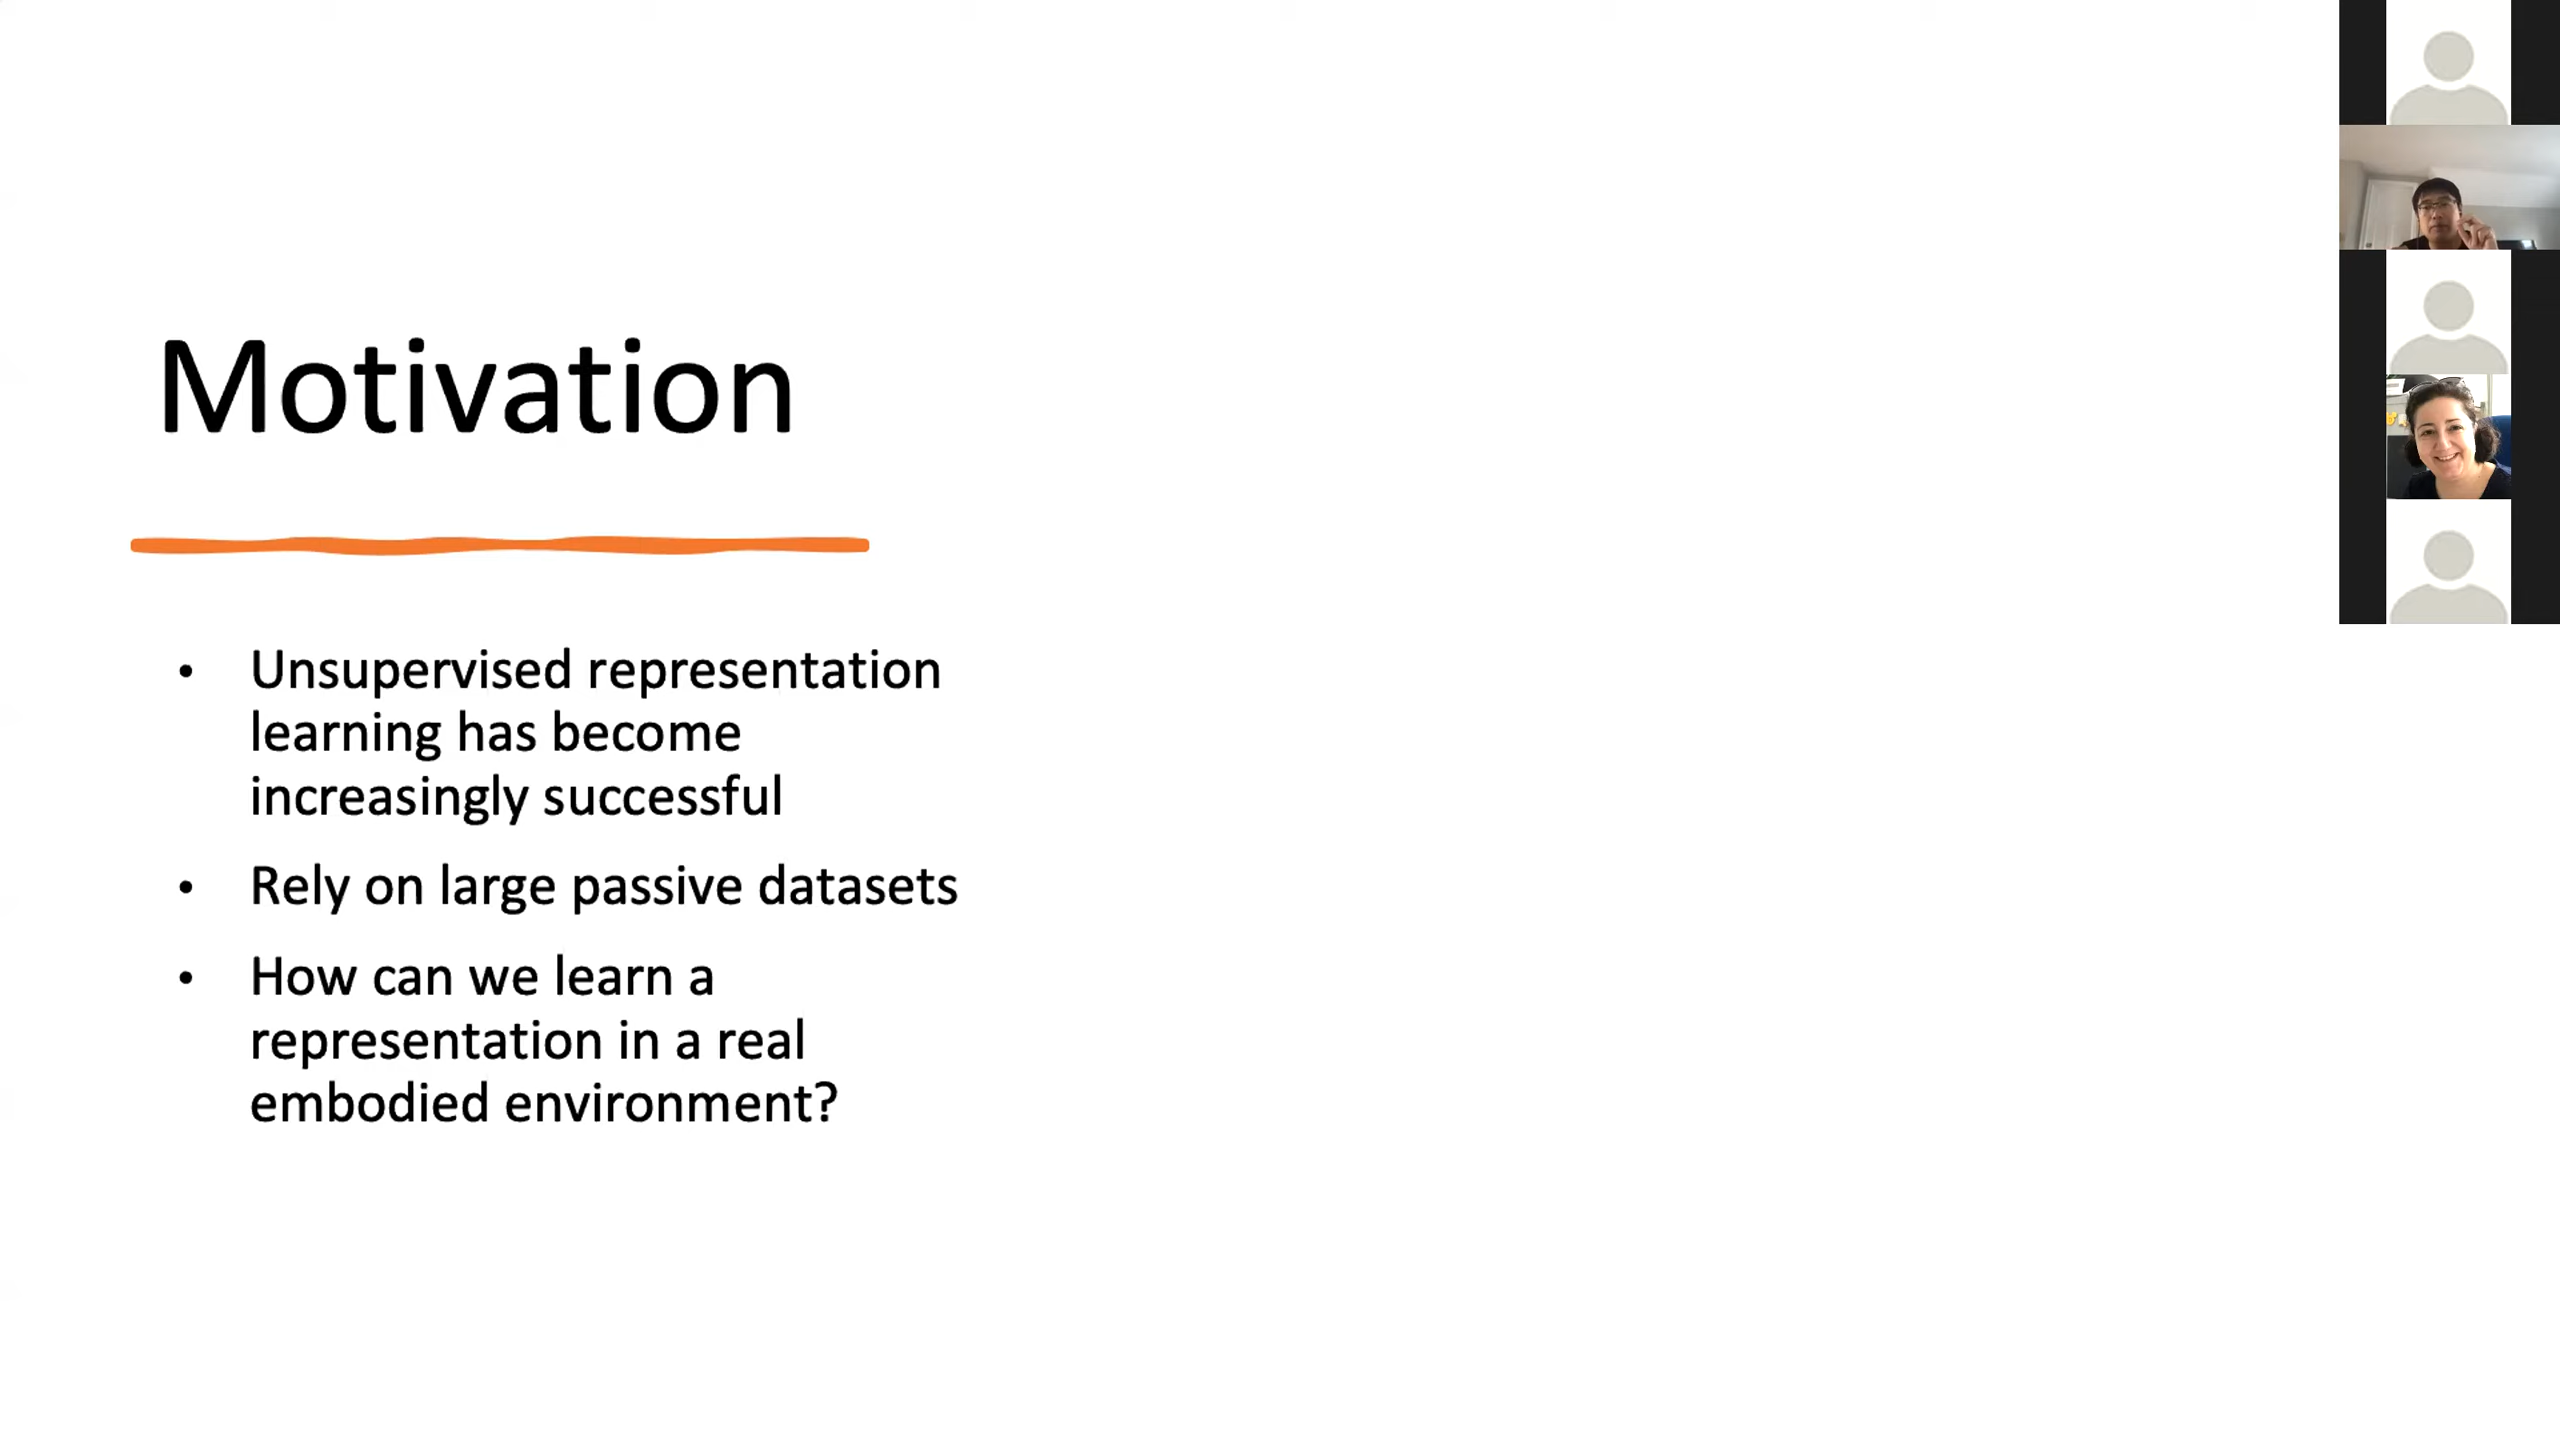 Motivation
• Unsupervised representation
learning has become
increasingly successful
• Rely on large passive datasets
• How can we learn a
representation in a real
embodied environment?